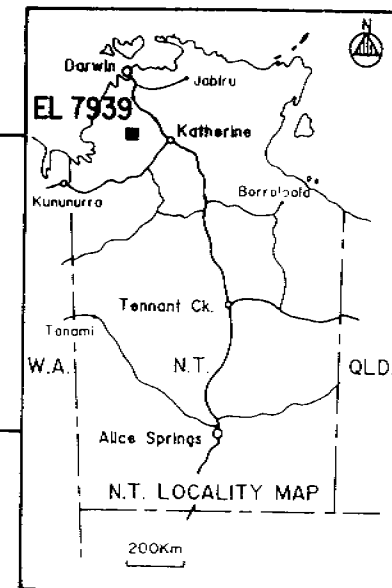 N
Darwin
Jabiru
EL 7939
Katherine
Kununurra
Borroloola
Tennant Ck.
Tanami
W.A.
N.T.
QLD
Alice Springs
N.T. LOCALITY MAP
200Km